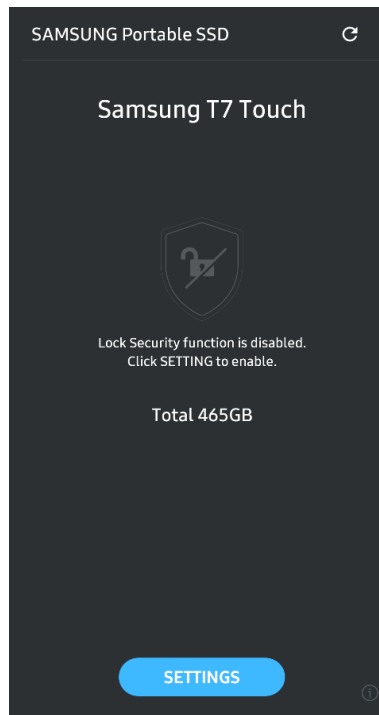 SAMSUNG Portable SSD
Samsung T7 Touch
Lock Security function is disabled.
Click SETTING to enable.
Total 465GB
SETTINGS